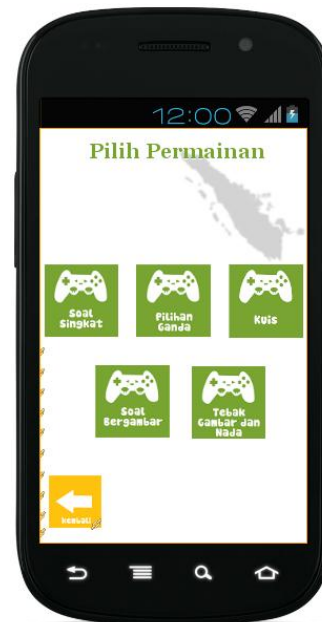 12:00
Pilih Permainan
Soal
Singkat
Pilihan
Ganda
Kuis
Soal
Bergambar
Tebak
Gambar dan
Nada
kembali